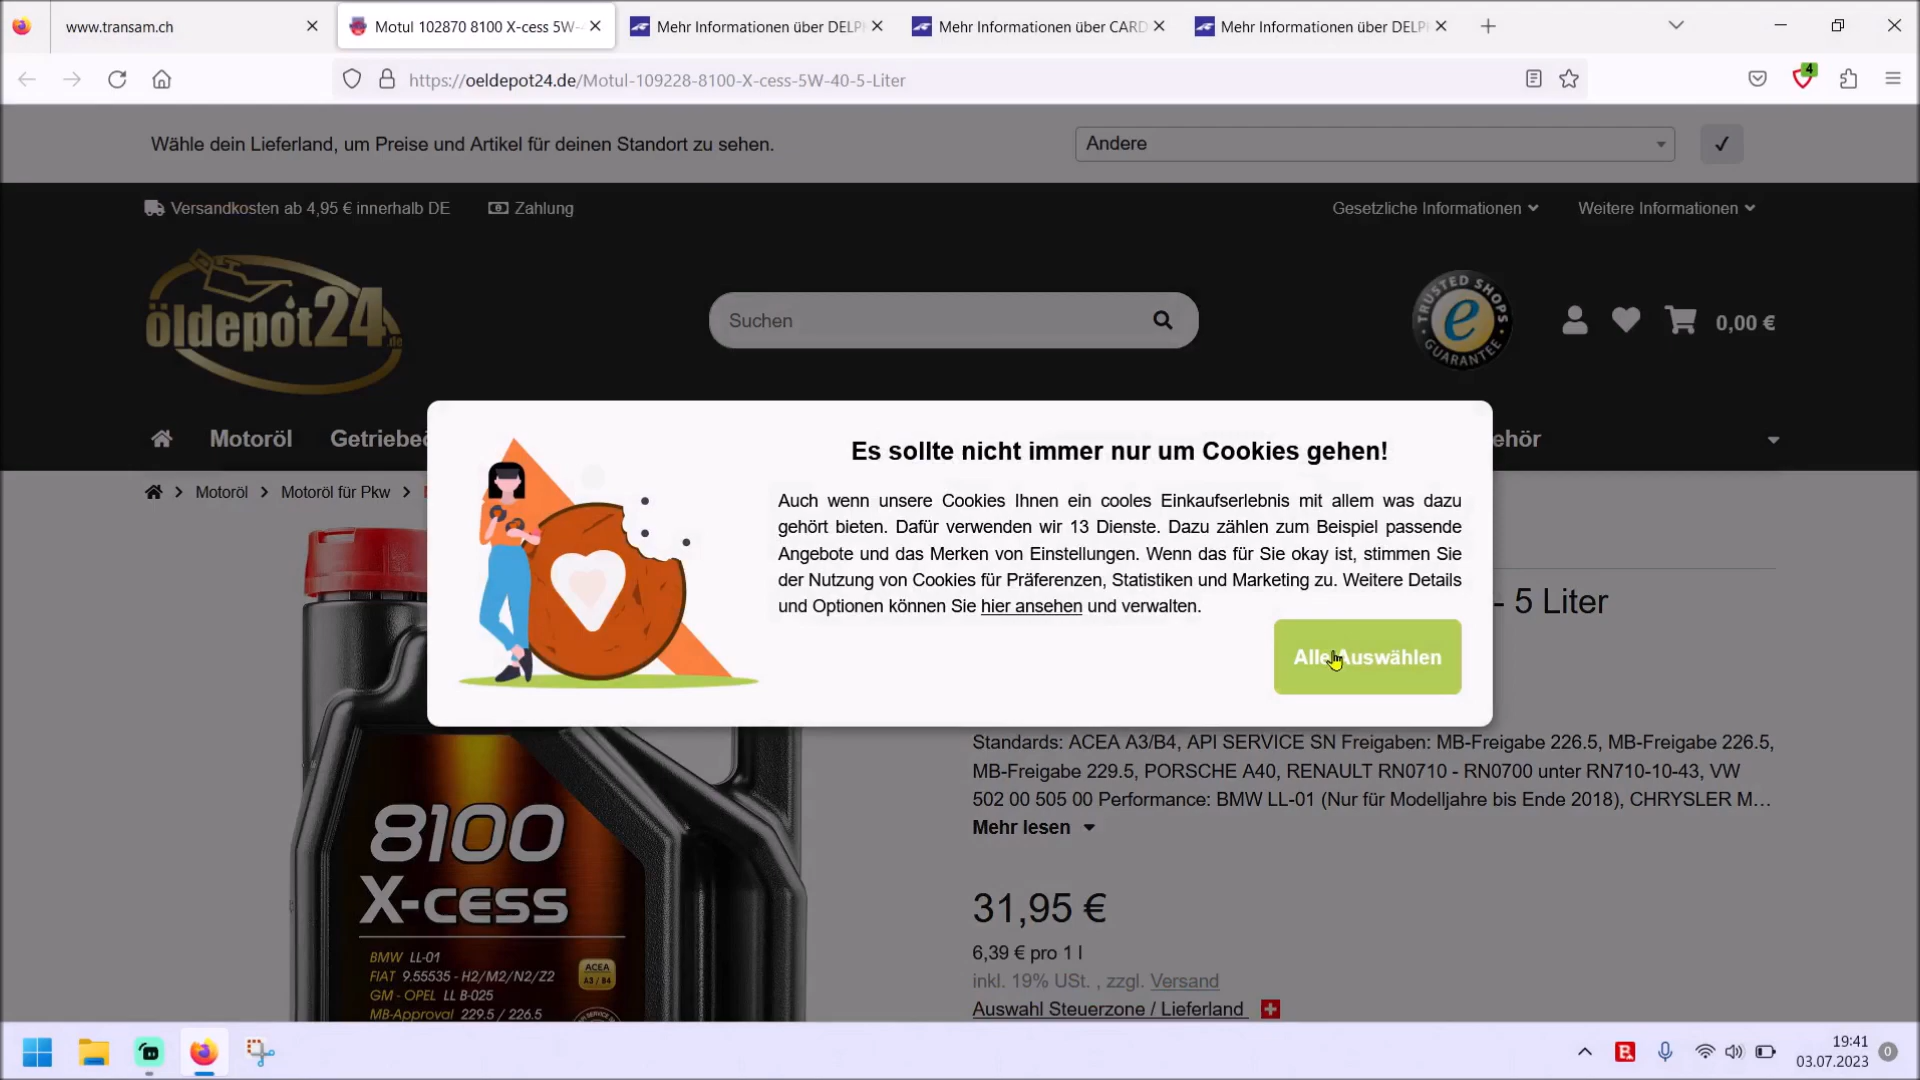 www.transam.ch
Motul 102870 8100 X-cess 5W-
Mehr Informationen über DELPH
Mehr Informationen über CARD
Mehr Informationen über DELPH
4
https://oeldepot24.de/Motul-109228-8100-X-cess-5W-40-5-Liter
Wähle dein Lieferland, um Preise und Artikel für deinen Standort zu sehen.
Andere
Versandkosten ab 4,95 € innerhalb DE
Zahlung
Gesetzliche Informationen
Weitere Informationen
öldepot24.de
Suchen
TRUSTED SHOPS
e
GUARANTEE
0,00 €
Motoröl
Getriebeö
ehör
Motoröl
Motoröl für Pkw
Es sollte nicht immer nur um Cookies gehen!
Auch wenn unsere Cookies Ihnen ein cooles Einkaufserlebnis mit allem was dazu
gehört bieten. Dafür verwenden wir 13 Dienste. Dazu zählen zum Beispiel passende
Angebote und das Merken von Einstellungen. Wenn das für Sie okay ist, stimmen Sie
der Nutzung von Cookies für Präferenzen, Statistiken und Marketing zu. Weitere Details
und Optionen können Sie hier ansehen und verwalten.
Alle Auswählen
- 5 Liter
Standards: ACEA A3/B4, API SERVICE SN Freigaben: MB-Freigabe 226.5, MB-Freigabe 226.5,
MB-Freigabe 229.5, PORSCHE A40, RENAULT RN0710 - RN0700 unter RN710-10-43, VW
502 00 505 00 Performance: BMW LL-01 (Nur für Modelljahre bis Ende 2018), CHRYSLER M…
Mehr lesen
31,95 €
6,39 € pro 1 l
inkl. 19% USt. , zzgl. Versand
Auswahl Steuerzone / Lieferland
8100
X-cess
BMW LL-01
FIAT 9.55535 - H2/M2/N2/Z2
GM - OPEL LL B-025
MB-Approval 229.5 / 226.5
ACEA
A3 / B4
19:41
03.07.2023
0